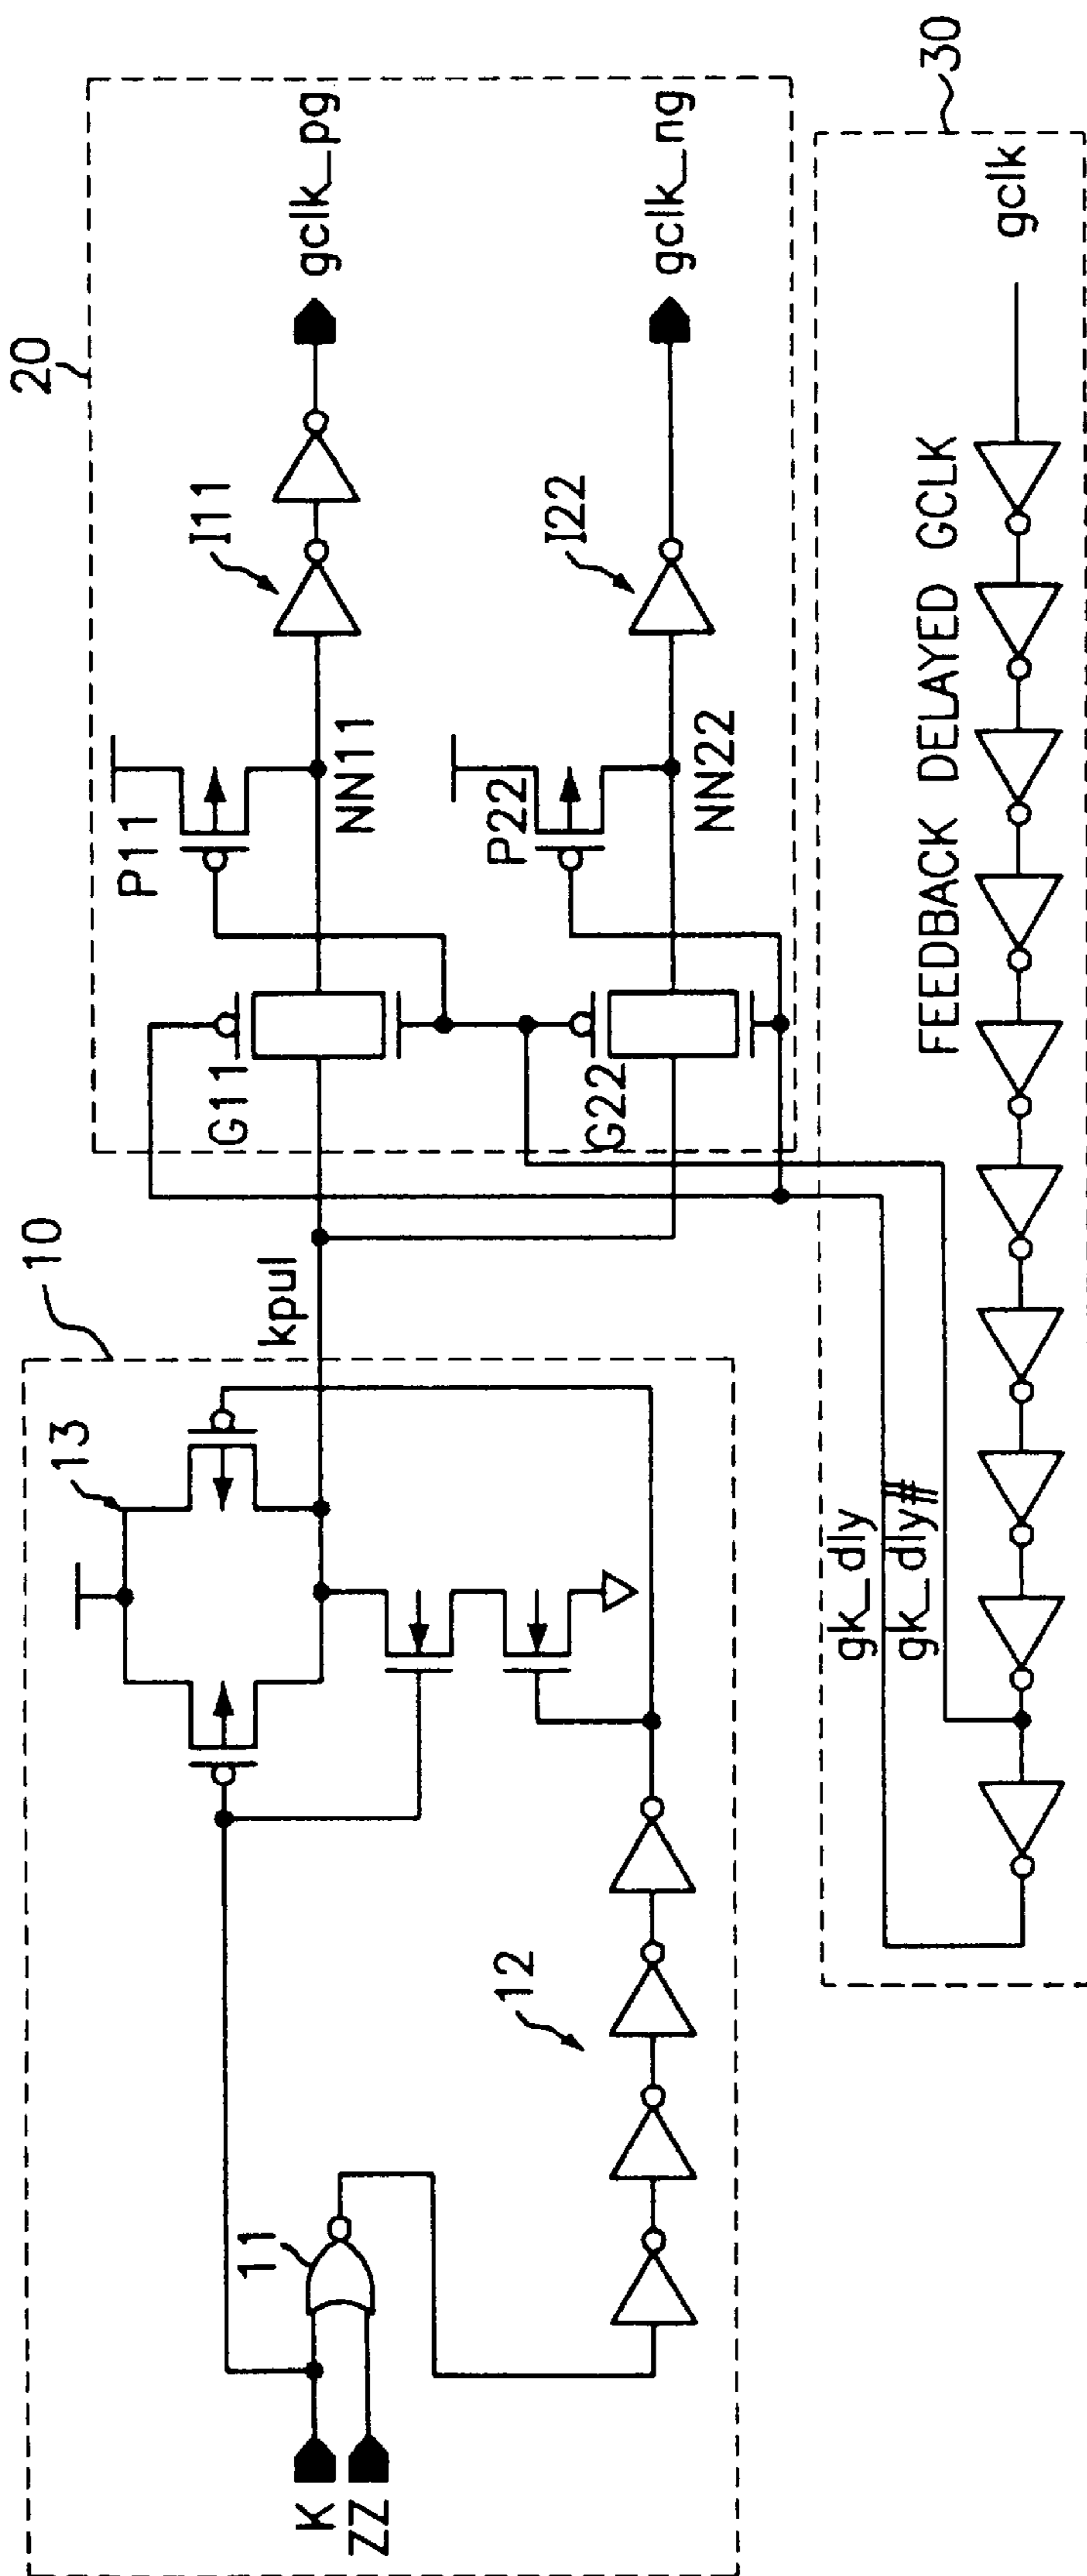 10
20
30
13
kpul
P11
NN11
I11
gclk_pg
G11
11
K
ZZ
12
P22
NN22
I22
gclk_ng
G22
gk_dly
gk_dly#
FEEDBACK DELAYED GCLK
gclk